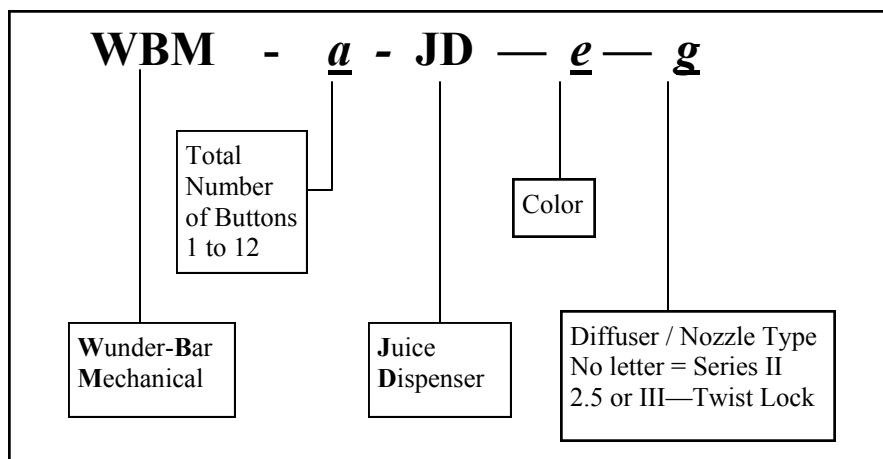 WBM - a - JD — e — g
Total
Number
of Buttons
1 to 12
Color
Wunder-Bar
Mechanical
Juice
Dispenser
Diffuser / Nozzle Type
No letter = Series II
2.5 or III—Twist Lock